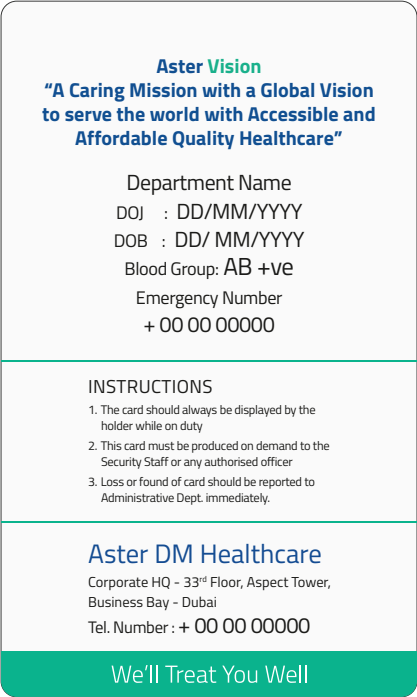 Aster Vision
“A Caring Mission with a Global Vision
to serve the world with Accessible and
Affordable Quality Healthcare”
Department Name
DOJ : DD/MM/YYYY
DOB : DD/ MM/YYYY
Blood Group: AB +ve
Emergency Number
+ 00 00 00000
INSTRUCTIONS
1. The card should always be displayed by the
holder while on duty
2. This card must be produced on demand to the
Security Staff or any authorised officer
3. Loss or found of card should be reported to
Administrative Dept. immediately.
Aster DM Healthcare
Corporate HQ - 33rd Floor, Aspect Tower,
Business Bay - Dubai
Tel. Number : + 00 00 00000
We’ll Treat You Well